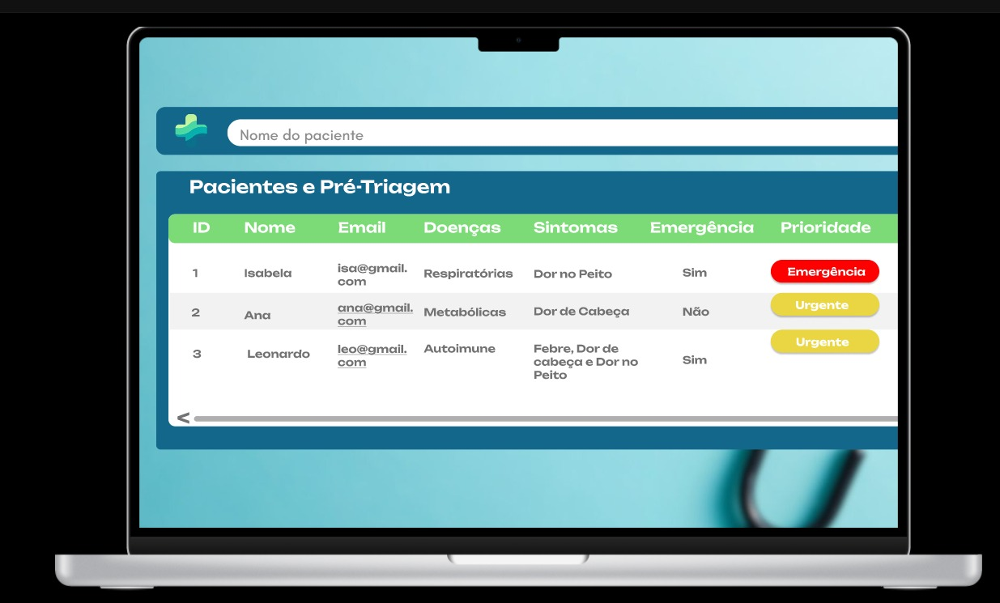 Nome do paciente
Pacientes e Pré-Triagem
ID Nome Email Doenças Sintomas Emergência Prioridade
1 Isabela isa@gmail. Respiratórias Dor no Peito Sim Emergência
com
2 Ana ana@gmail. Metabólicas Dor de Cabeça Não Urgente
com
3 Leonardo leo@gmail. Autoimune Febre, Dor de Sim Urgente
com cabeça e Dor no
Peito
<